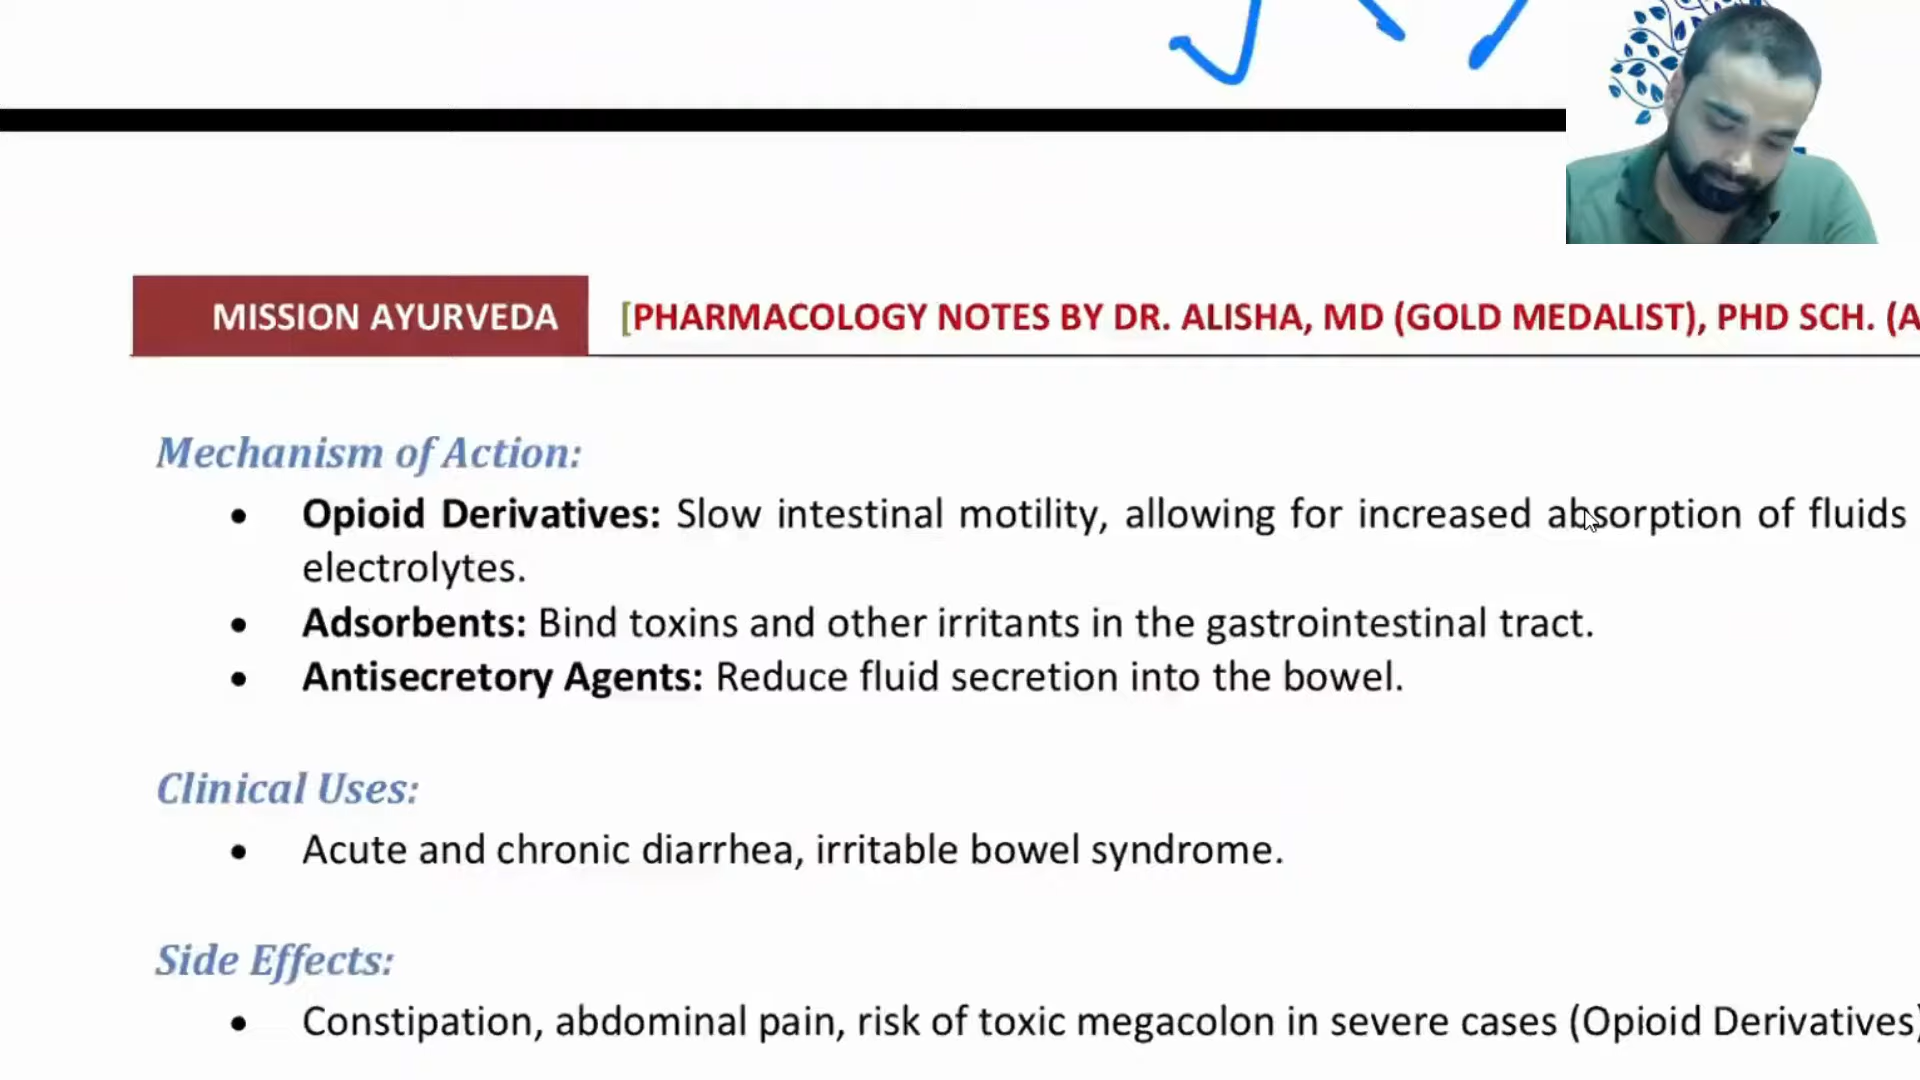 MISSION AYURVEDA [PHARMACOLOGY NOTES BY DR. ALISHA, MD (GOLD MEDALIST), PHD SCH. (A
Mechanism of Action:
• Opioid Derivatives: Slow intestinal motility, allowing for increased absorption of fluids
electrolytes.
• Adsorbents: Bind toxins and other irritants in the gastrointestinal tract.
• Antisecretory Agents: Reduce fluid secretion into the bowel.
Clinical Uses:
• Acute and chronic diarrhea, irritable bowel syndrome.
Side Effects:
• Constipation, abdominal pain, risk of toxic megacolon in severe cases (Opioid Derivatives)